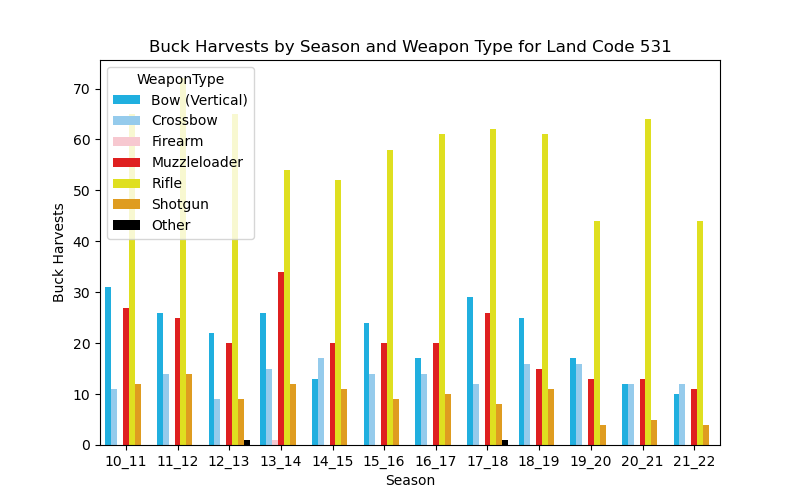 Buck Harvests by Season and Weapon Type for Land Code 531
WeaponType
Bow (Vertical)
Crossbow
Firearm
Muzzleloader
Rifle
Shotgun
Other
Buck Harvests
70
60
50
40
30
20
10
0
10_11 11_12 12_13 13_14 14_15 15_16 16_17 17_18 18_19 19_20 20_21 21_22
Season